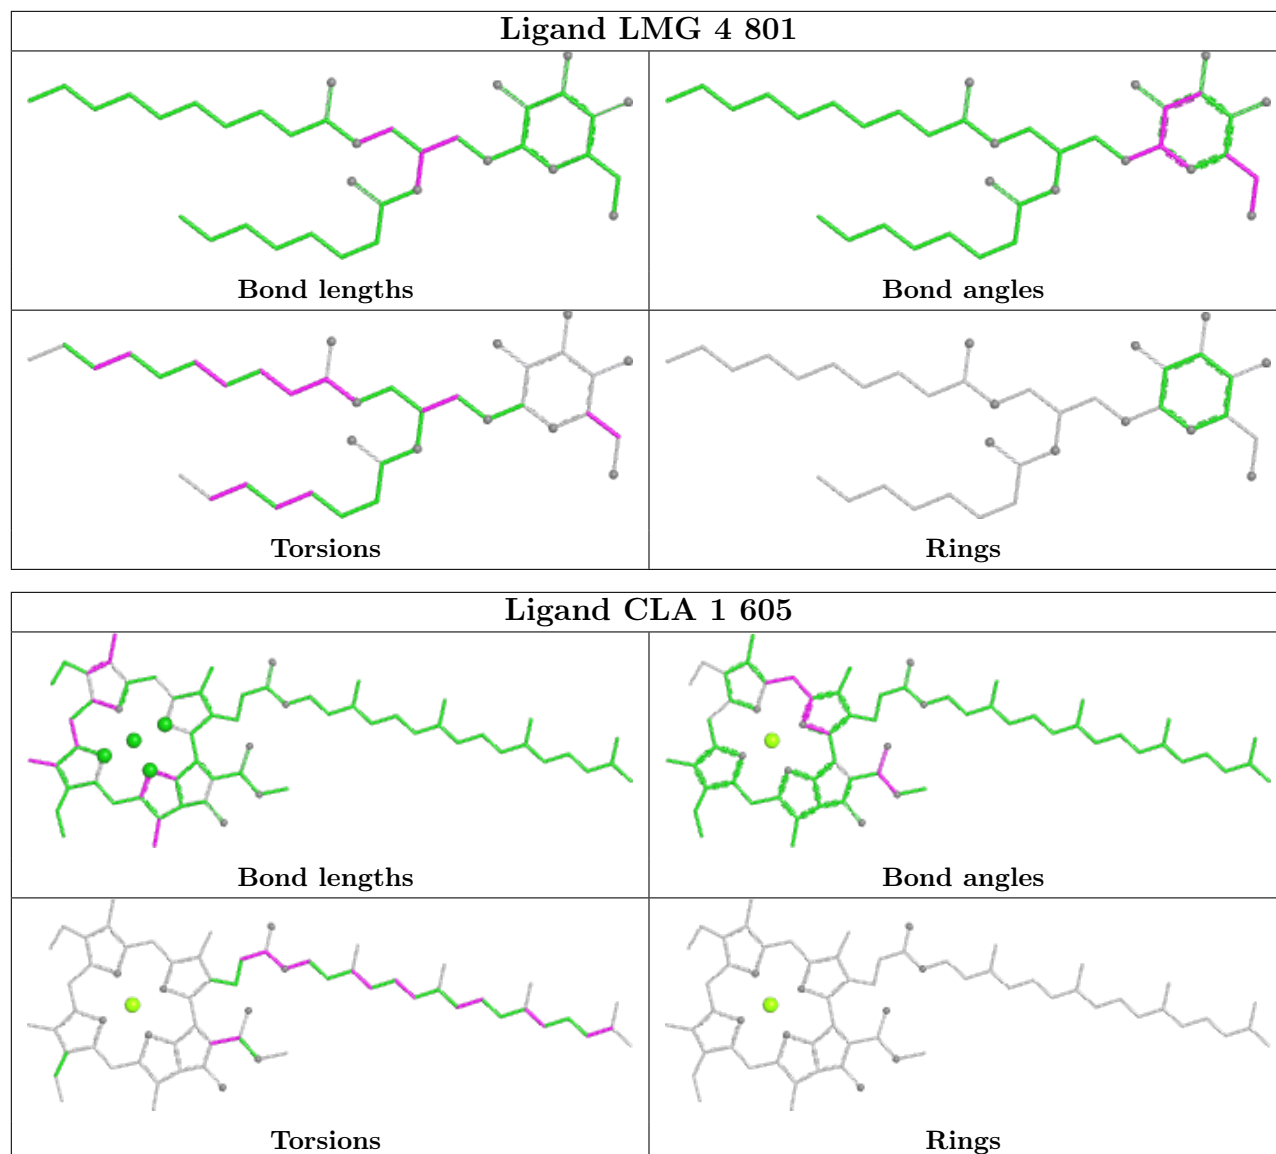 Ligand LMG 4 801
Bond lengths
Bond angles
Torsions
Rings
Ligand CLA 1 605
Bond lengths
Bond angles
Torsions
Rings